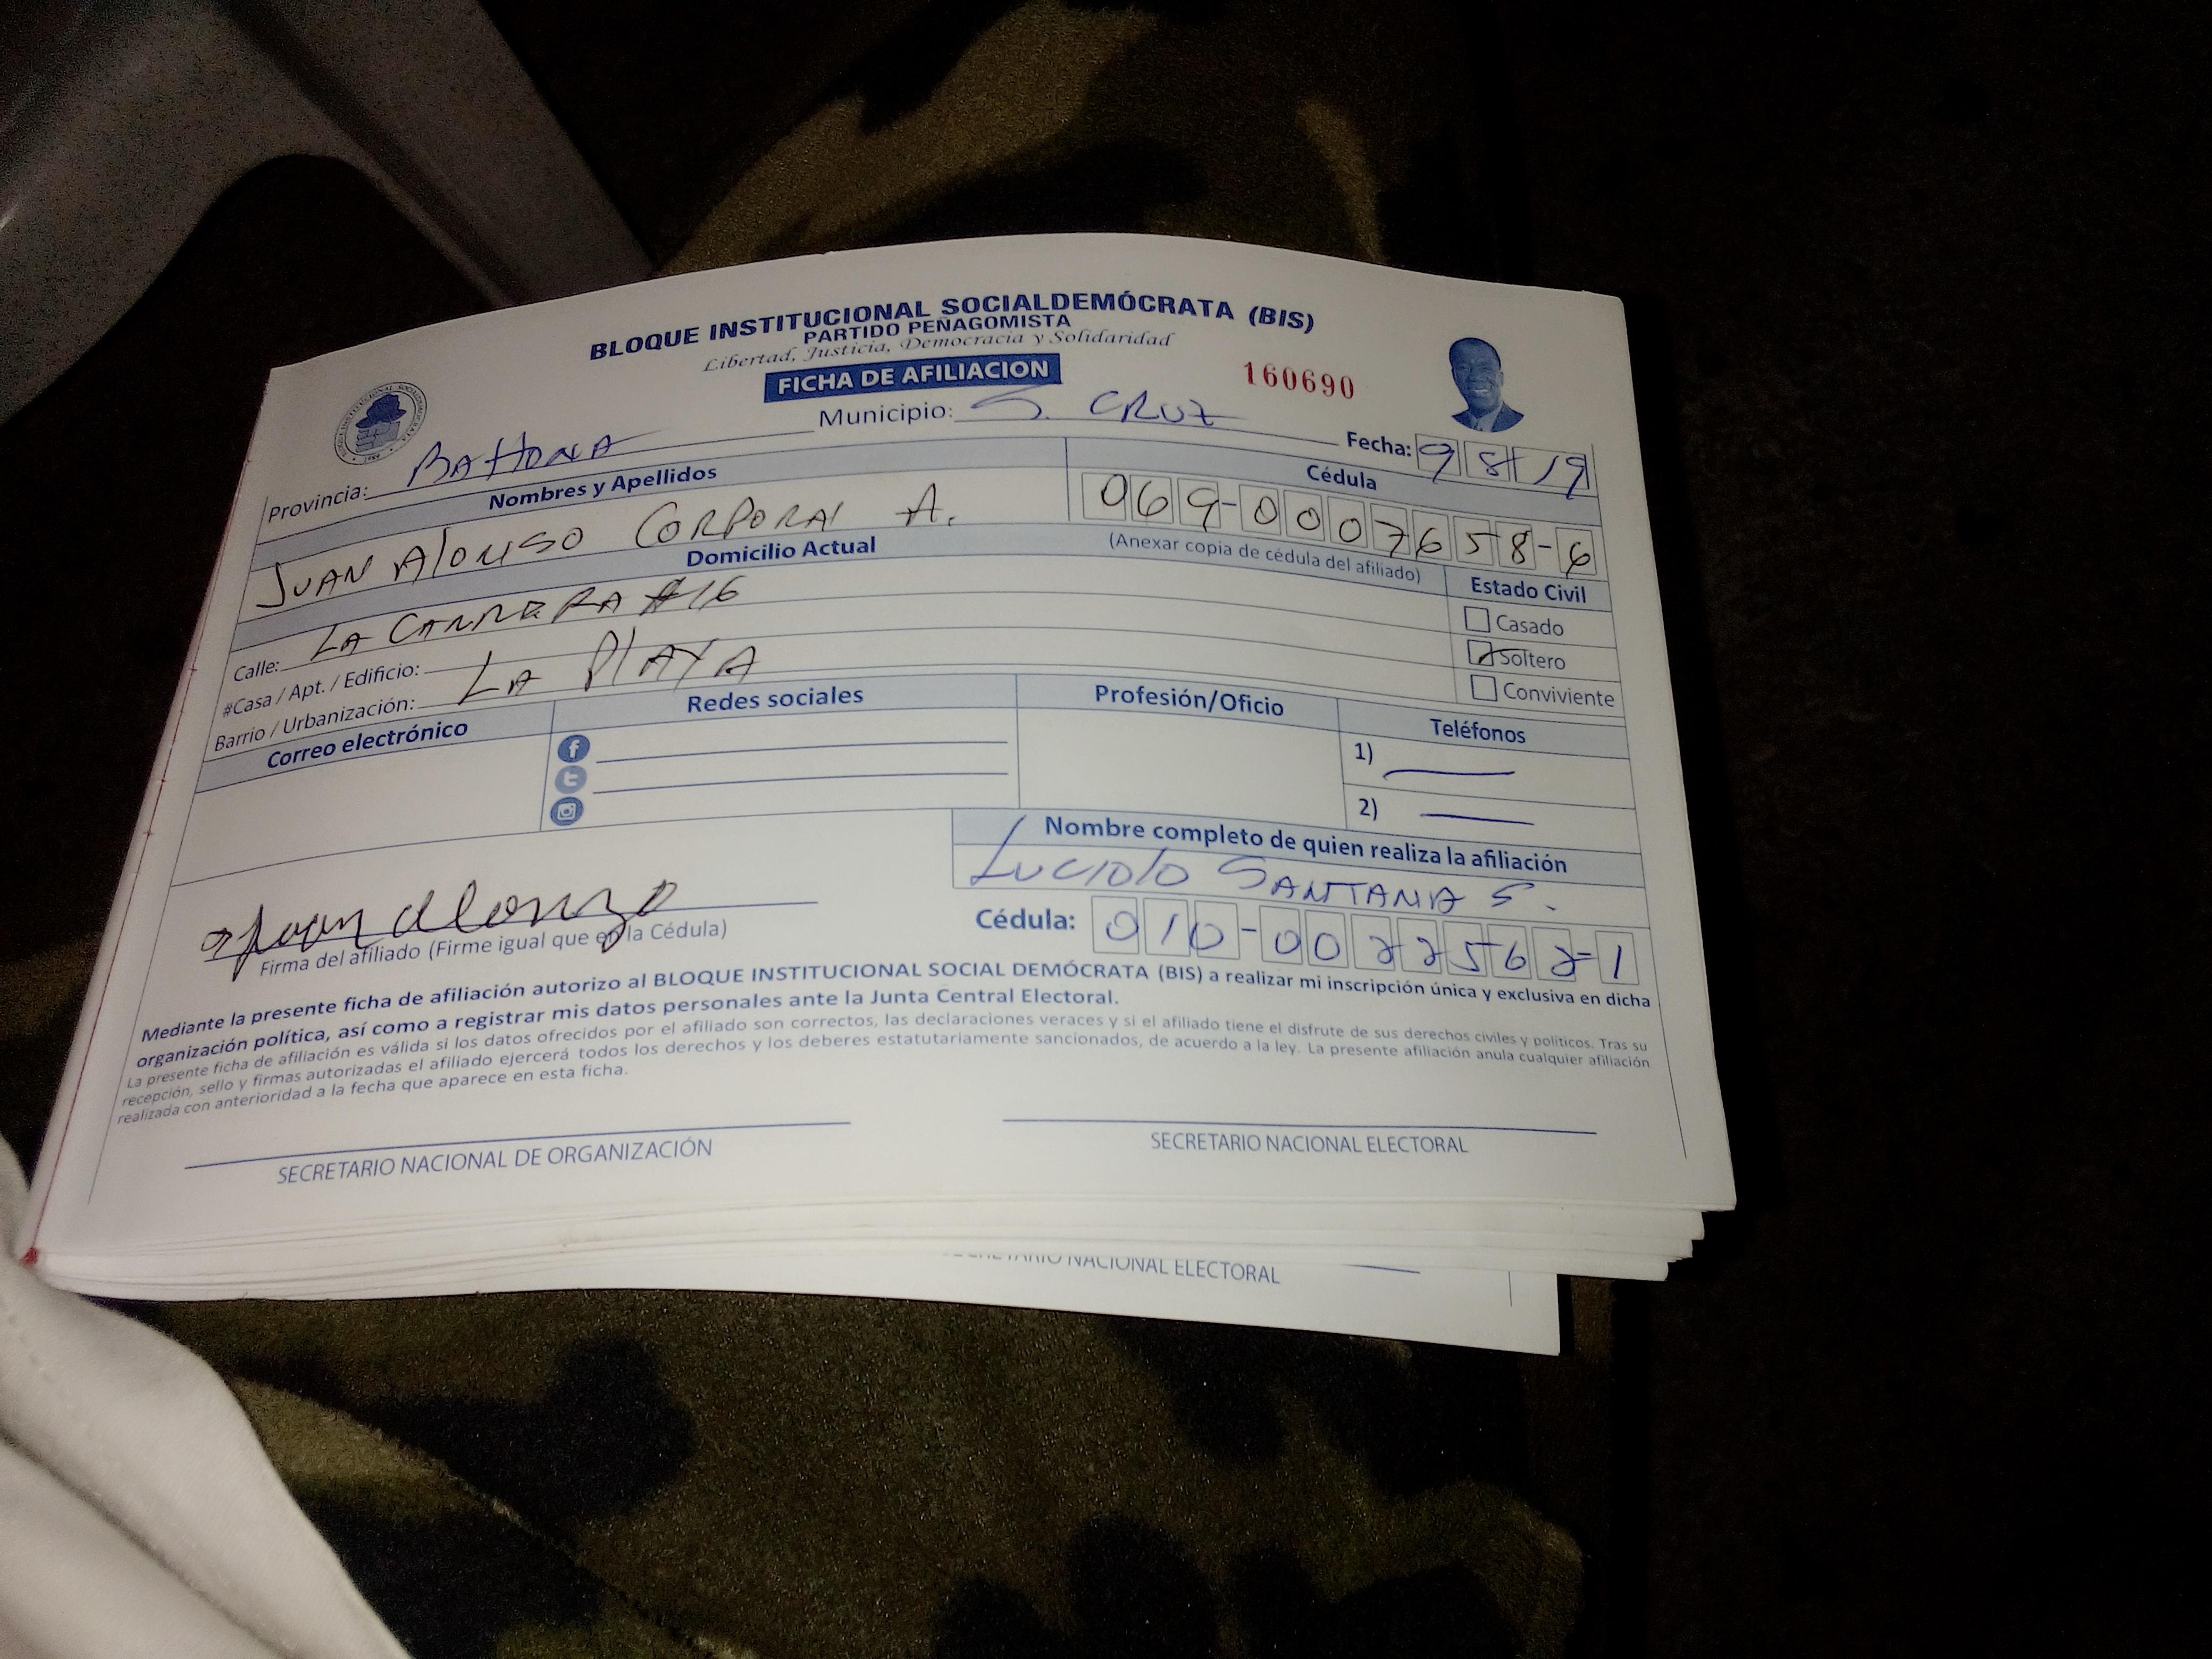 BLOQUE INSTITUCIONAL SOCIALDEMÓCRATA (BIS)
PARTIDO PEÑAGOMISTA
Libertad, Justicia, Democracia y Solidaridad
FICHA DE AFILIACION
160690
Provincia: BAHONA Municipio: S. CRUZ Fecha: 9 8 19
Nombres y Apellidos
Cédula
JUAN ALONSO CORPORAL A.
069-0007658-6
Domicilio Actual
(Anexar copia de cédula del afiliado)
Estado Civil
Calle: LA CARRERA #16
Casado
#Casa / Apt. / Edificio:
Soltero
Barrio / Urbanización: LA PLAYA
Conviviente
Correo electrónico
Redes sociales
Profesión/Oficio
Teléfonos
1)
2)
Nombre completo de quien realiza la afiliación
LUCIOLO SANTANA S.
Juan Alonzo
Firma del afiliado (Firme igual que en la Cédula)
Cédula: 010-0022562-1
Mediante la presente ficha de afiliación autorizo al BLOQUE INSTITUCIONAL SOCIAL DEMÓCRATA (BIS) a realizar mi inscripción única y exclusiva en dicha
organización política, así como a registrar mis datos personales ante la Junta Central Electoral.
La presente ficha de afiliación es válida si los datos ofrecidos por el afiliado son correctos, las declaraciones veraces y si el afiliado tiene el disfrute de sus derechos civiles y políticos. Tras su
recepción, sello y firmas autorizadas el afiliado ejercerá todos los derechos y los deberes estatutariamente sancionados, de acuerdo a la ley. La presente afiliación anula cualquier afiliación
realizada con anterioridad a la fecha que aparece en esta ficha.
SECRETARIO NACIONAL DE ORGANIZACIÓN
SECRETARIO NACIONAL ELECTORAL
SECRETARIO NACIONAL ELECTORAL